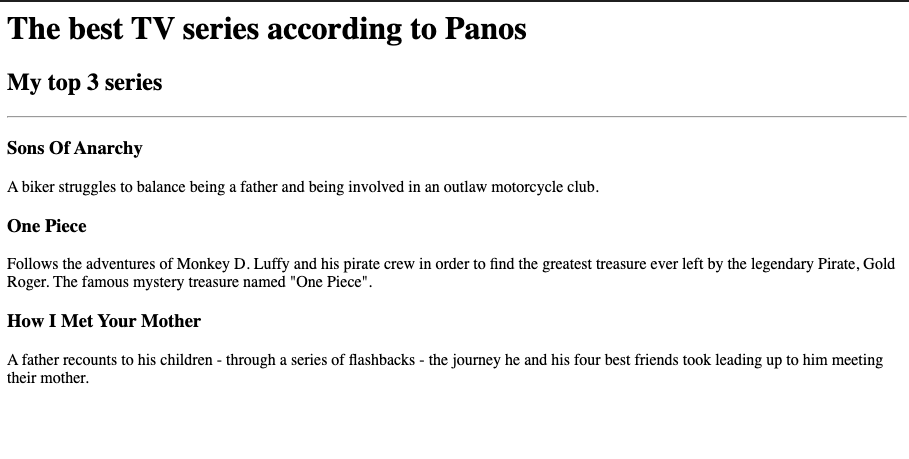 The best TV series according to Panos
My top 3 series
Sons Of Anarchy
A biker struggles to balance being a father and being involved in an outlaw motorcycle club.
One Piece
Follows the adventures of Monkey D. Luffy and his pirate crew in order to find the greatest treasure ever left by the legendary Pirate, Gold
Roger. The famous mystery treasure named "One Piece".
How I Met Your Mother
A father recounts to his children - through a series of flashbacks - the journey he and his four best friends took leading up to him meeting
their mother.